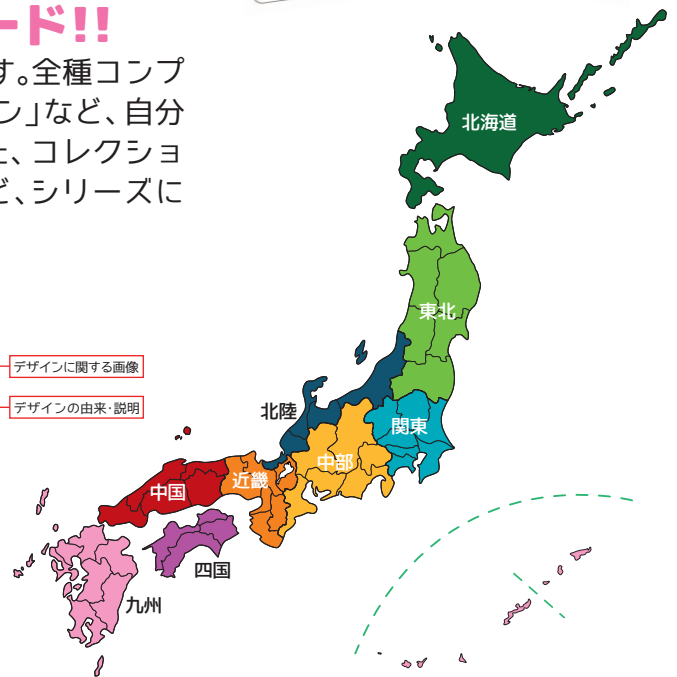 ード!!
す。全種コンプ
ン」など、自分
、コレクショ
ど、シリーズに
デザインに関する画像
デザインの由来・説明
北海道
東北
北陸
関東
中部
近畿
中国
四国
九州